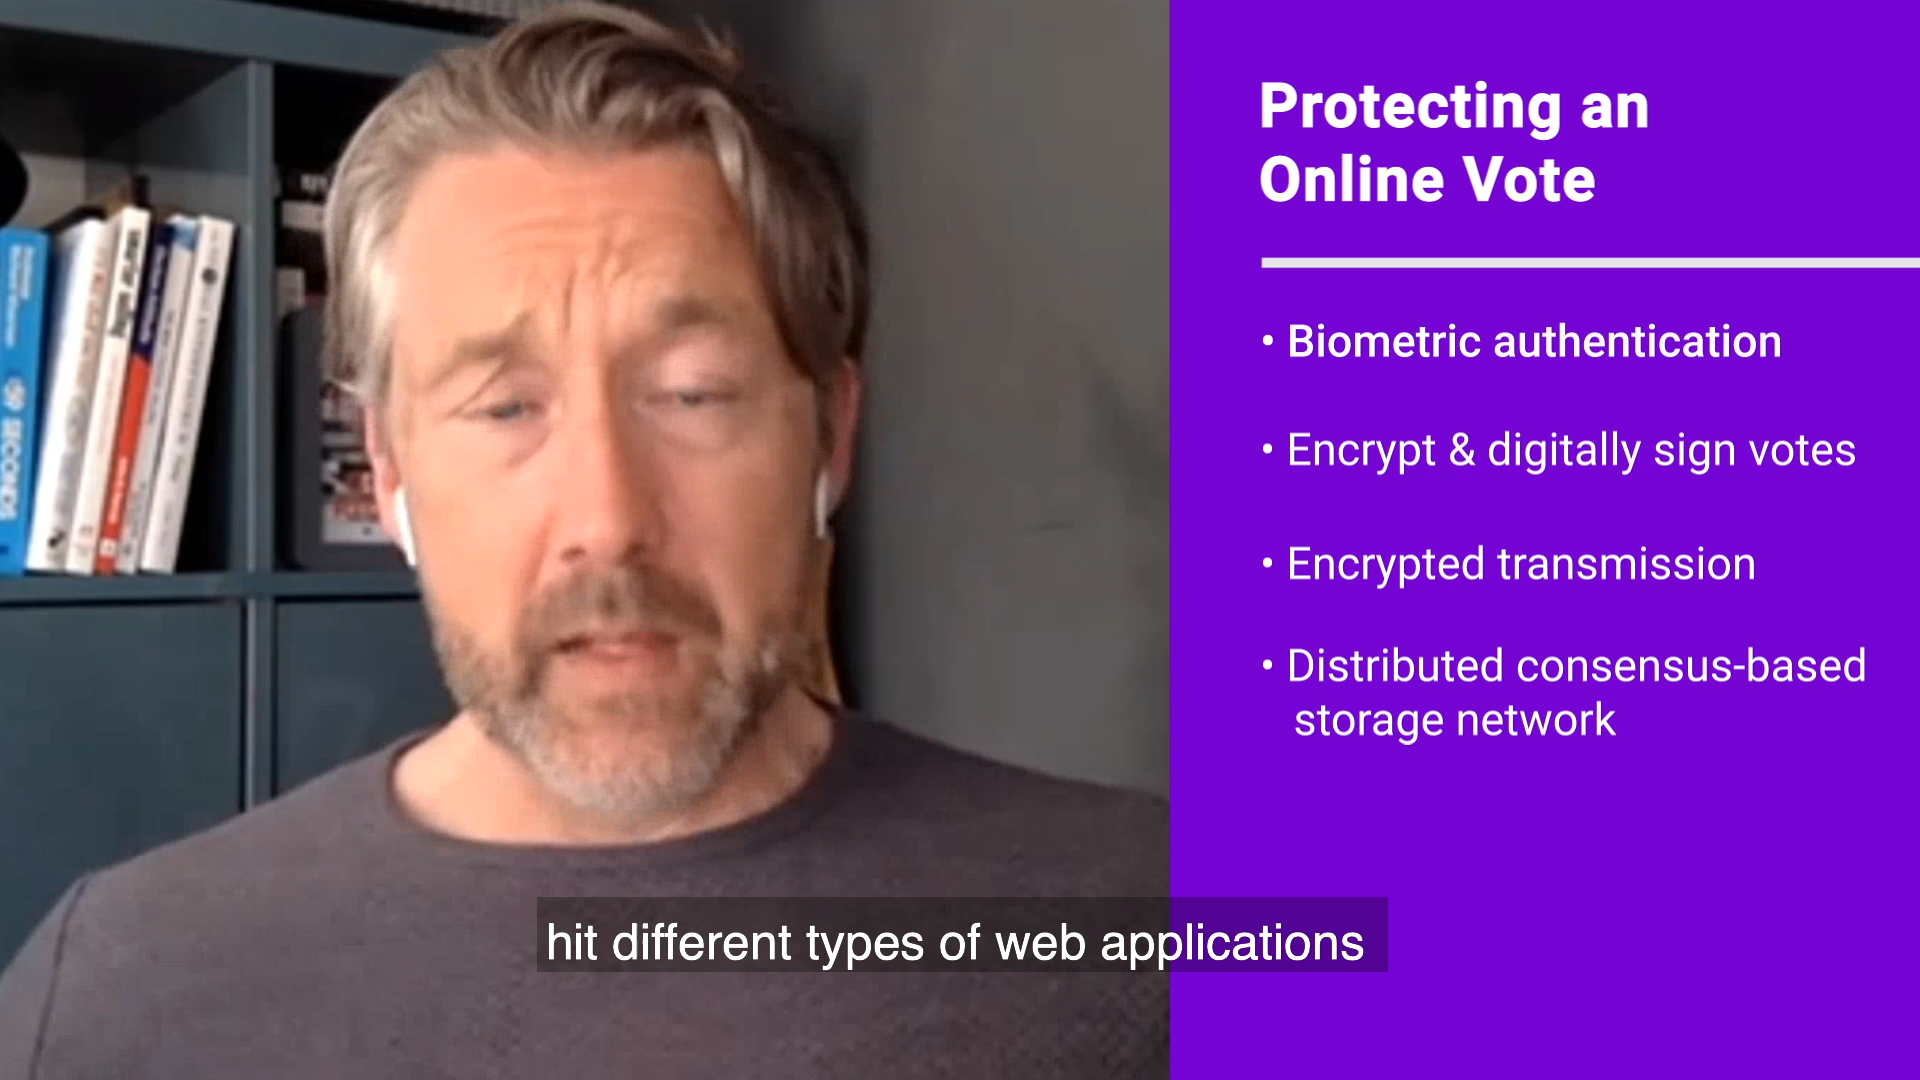 Protecting an
Online Vote
• Biometric authentication
• Encrypt & digitally sign votes
• Encrypted transmission
• Distributed consensus-based
storage network
SECONDS
hit different types of web applications